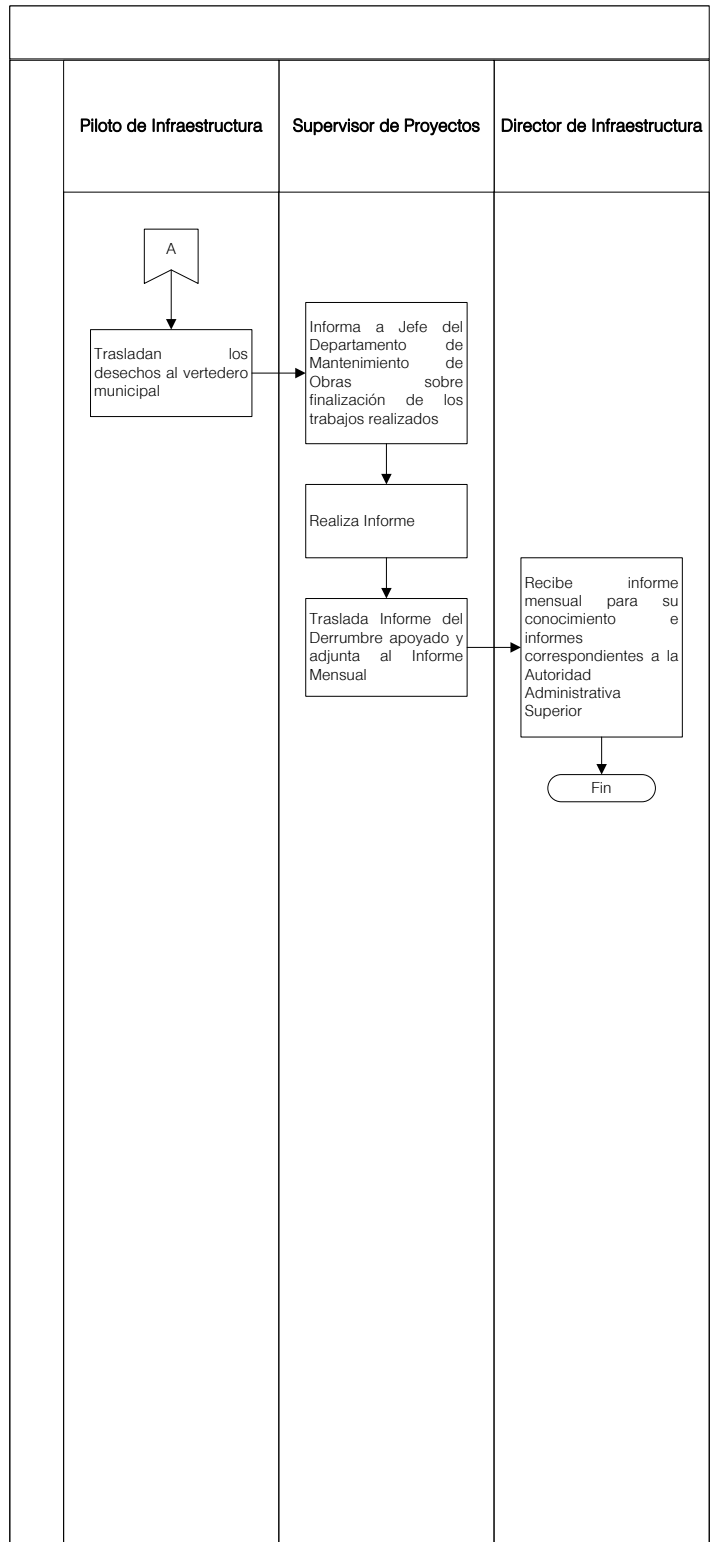 Piloto de Infraestructura
Supervisor de Proyectos
Director de Infraestructura
A
Trasladan los
desechos al vertedero
municipal
Informa a Jefe del
Departamento de
Mantenimiento de
Obras sobre
finalización de los
trabajos realizados
Realiza Informe
Traslada Informe del
Derrumbre apoyado y
adjunta al Informe
Mensual
Recibe informe
mensual para su
conocimiento e
informes
correspondientes a la
Autoridad
Administrativa
Superior
Fin